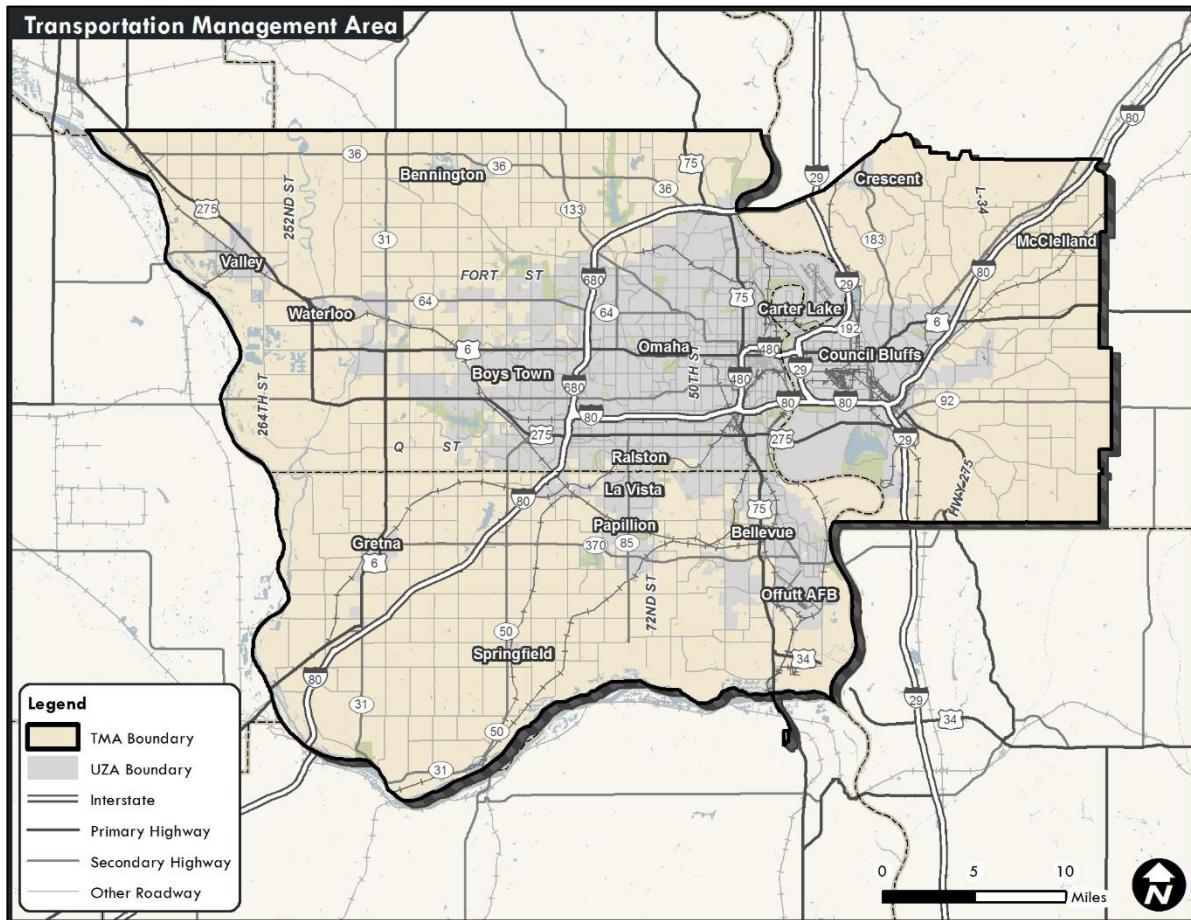 Transportation Management Area
80
36
Bennington
36
75
36
29
Crescent
L-34
275
252ND ST
133
31
183
McClelland
Valley
FORT ST
680
29
80
Waterloo
64
64
75
Carter Lake
192
6
6
Omaha
480
Council Bluffs
Boys Town
50TH ST
29
680
480
80
80
92
264TH ST
80
275
275
29
Q ST
Ralston
HWY 275
80
La Vista
75
Papillion
Bellevue
Gretna
370
85
6
Offutt AFB
72ND ST
50
Springfield
34
80
31
29
34
50
31
Legend
TMA Boundary
UZA Boundary
Interstate
Primary Highway
Secondary Highway
Other Roadway
0 5 10
Miles
N